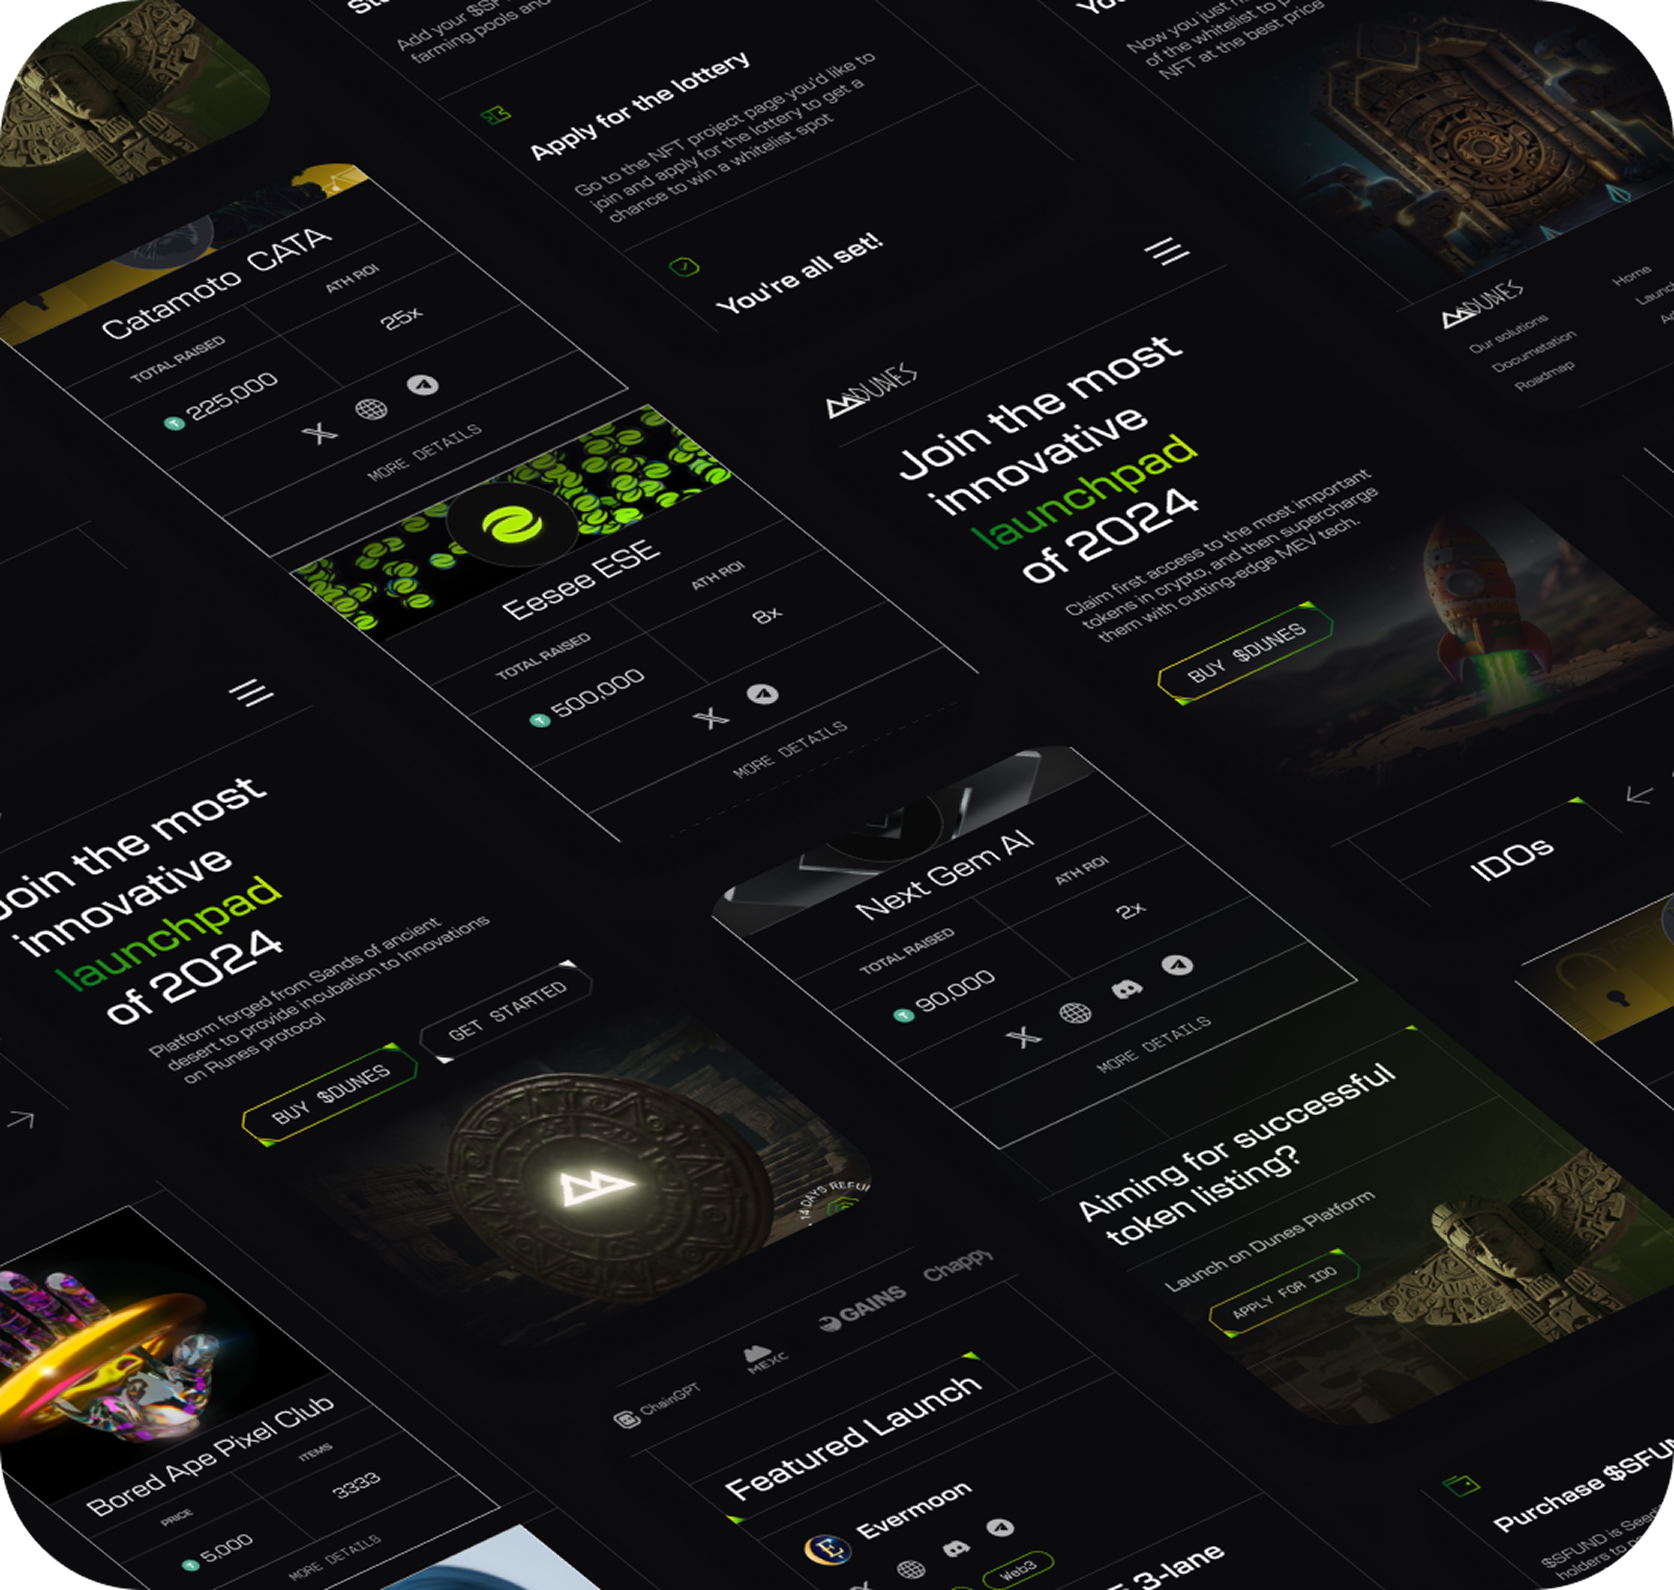 Add your $SF
farming pools and
Apply for the lottery
Go to the NFT project page you'd like to
join and apply for the lottery to get a
chance to win a whitelist spot
You're all set!
Now you just
of the whitelist to
NFT at the best price
DUNES
Our solutions
Documetation
Roadmap
Home
Catamoto CATA
TOTAL RAISED
ATH ROI
225,000
25x
MORE DETAILS
Eesee ESE
TOTAL RAISED
ATH ROI
500,000
8x
MORE DETAILS
DUNES
Join the most
innovative
launchpad
of 2024
Claim first access to the most important
tokens in crypto, and then supercharge
them with cutting-edge MEV tech.
BUY $DUNES
IDOs
Join the most
innovative
launchpad
of 2024
Platform forged from Sands of ancient
desert to provide incubation to Innovations
on Runes protocol
BUY $DUNES
GET STARTED
14 DAYS REFU
Next Gem AI
TOTAL RAISED
ATH ROI
90,000
2x
MORE DETAILS
Aiming for successful
token listing?
Launch on Dunes Platform
APPLY FOR IDO
ChainGPT
MEXC
GAINS
Chappy
Featured Launch
Evermoon
Web3
3-lane
Bored Ape Pixel Club
PRICE
ITEMS
5,000
3333
MORE DETAILS
Purchase $SFU
$SFUND is Seed
holders to